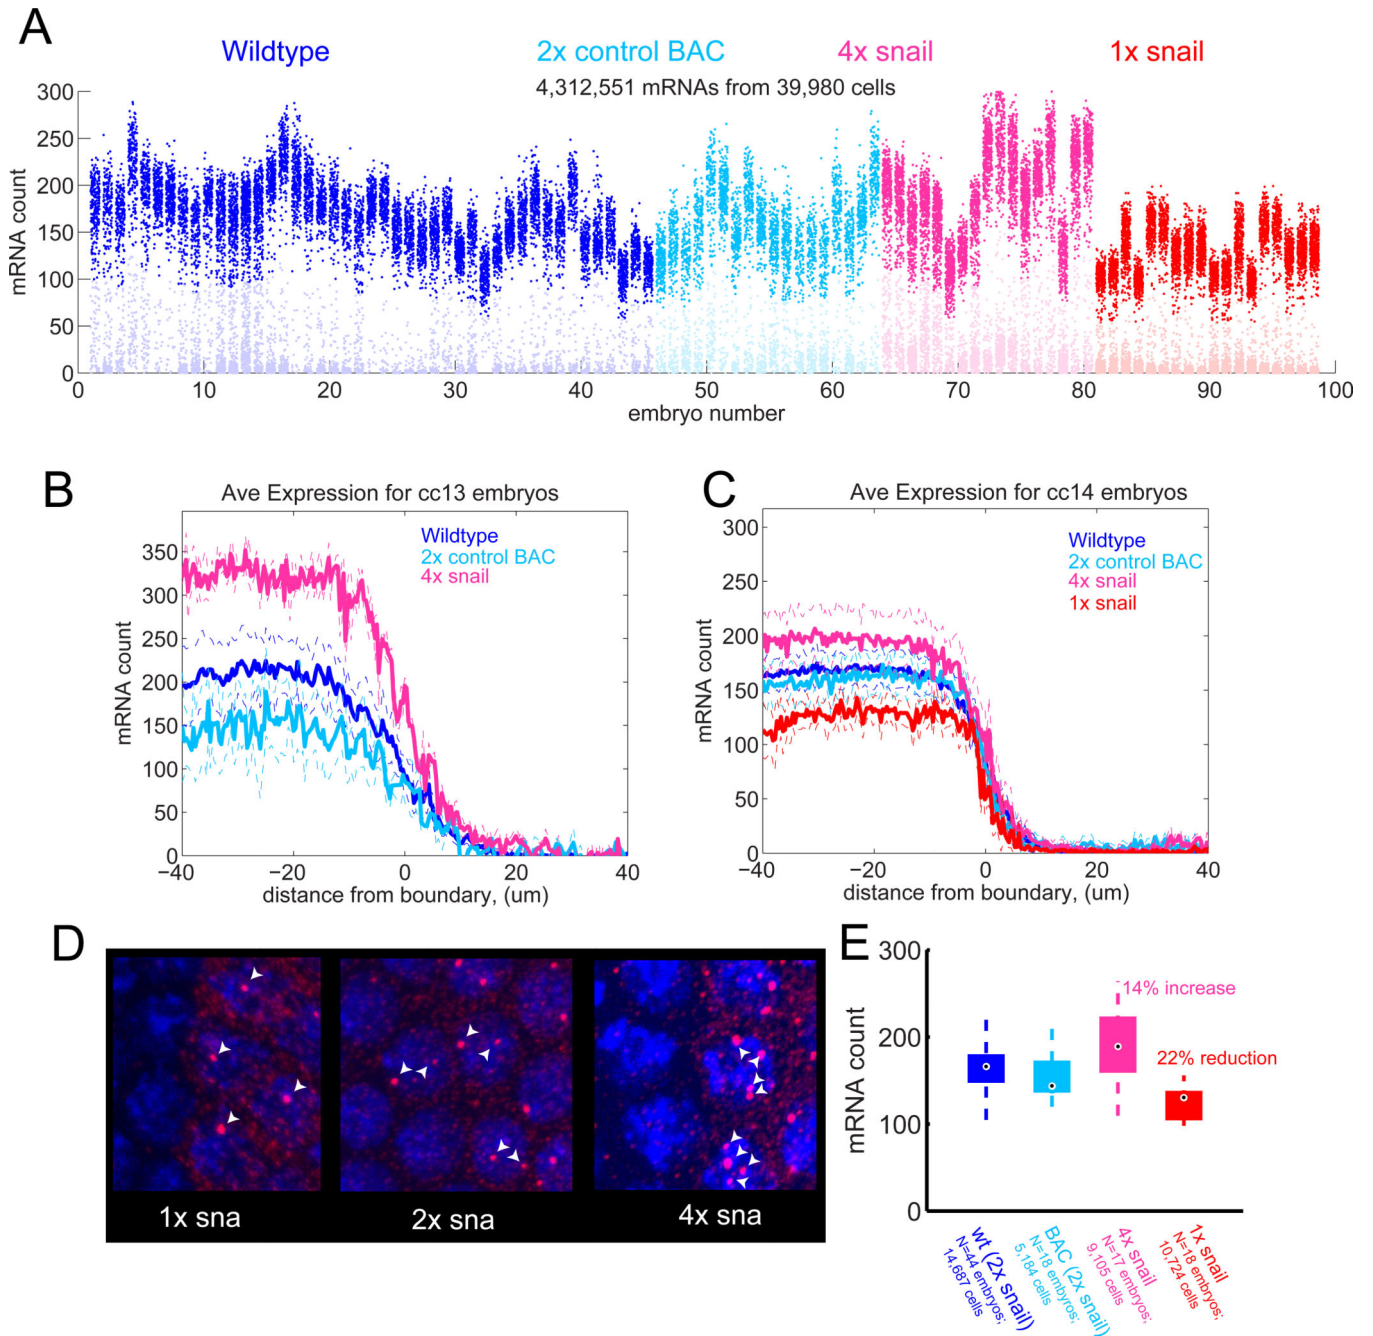 A
Wildtype 2x control BAC 4x snail 1x snail
4,312,551 mRNAs from 39,980 cells
300
250
200
150
100
50
0
mRNA count
0 10 20 30 40 50 60 70 80 90 100
embryo number
B
Ave Expression for cc13 embryos
Wildtype
2x control BAC
4x snail
350
300
250
200
150
100
50
0
mRNA count
−40 −20 0 20 40
distance from boundary, (um)
C
Ave Expression for cc14 embryos
Wildtype
2x control BAC
4x snail
1x snail
300
250
200
150
100
50
0
mRNA count
−40 −20 0 20 40
distance from boundary, (um)
D
1x sna 2x sna 4x sna
E
300
200
100
0
mRNA count
14% increase
22% reduction
wt (2x snail)
N=44 embryos;
14,687 cells
BAC (2x snail)
N=18 embyros;
5,184 cells
4x snail
N=17 embryos;
9,105 cells
1x snail
N=18 embryos;
10,724 cells